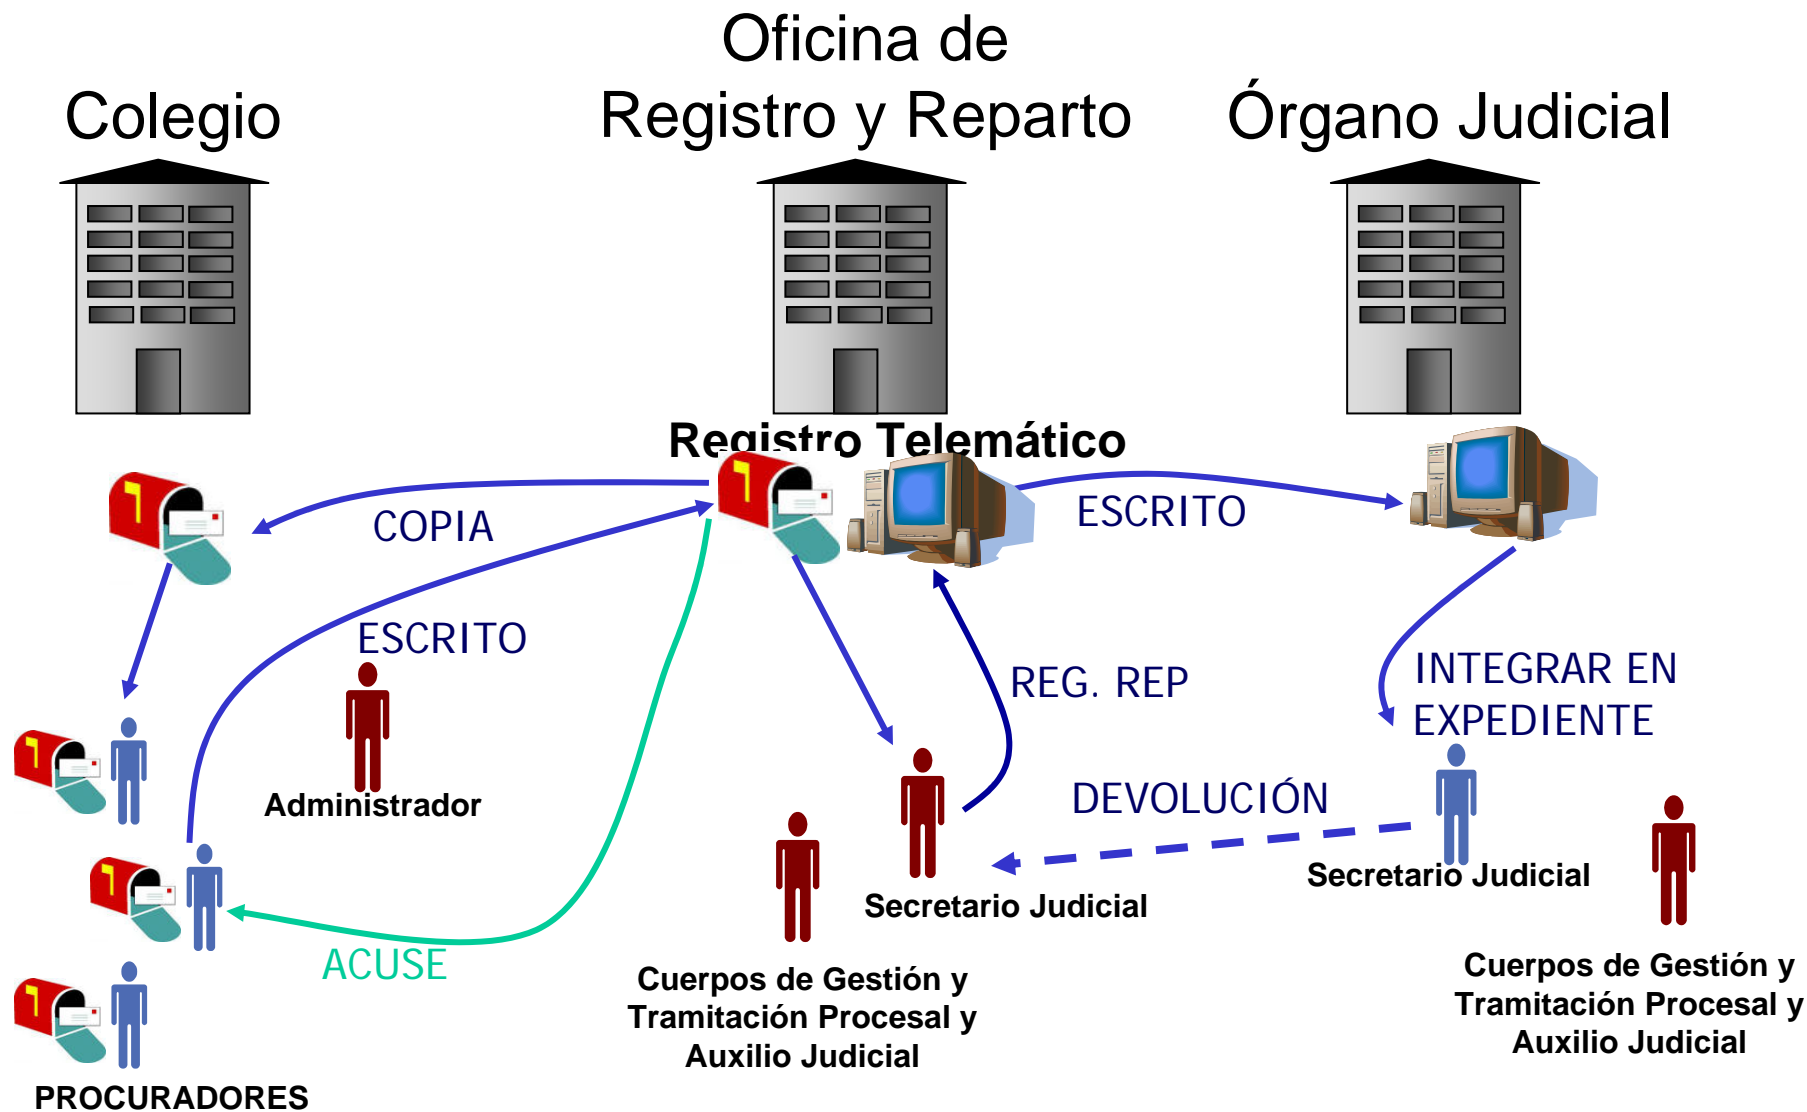 Oficina de
Registro y Reparto
Colegio
Órgano Judicial
Registro Telemático
COPIA
ESCRITO
ESCRITO
REG. REP
INTEGRAR EN
EXPEDIENTE
Administrador
DEVOLUCIÓN
Secretario Judicial
Secretario Judicial
ACUSE
Cuerpos de Gestión y
Tramitación Procesal y
Auxilio Judicial
Cuerpos de Gestión y
Tramitación Procesal y
Auxilio Judicial
PROCURADORES